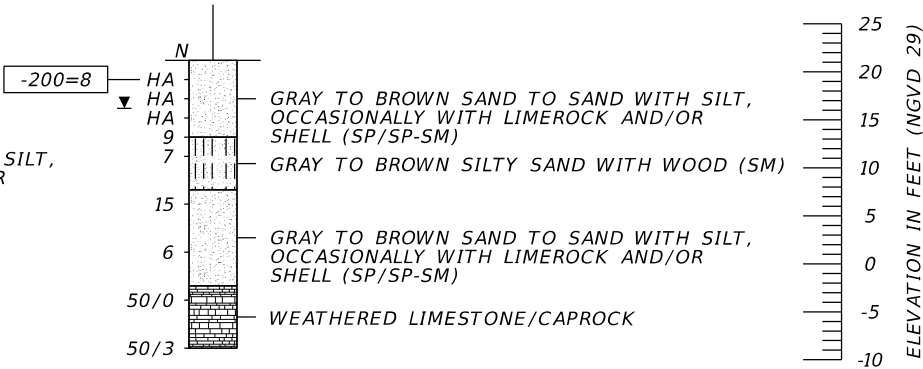 N
-200=8
HA
HA
HA
9
7
15
6
50/0
50/3
SILT,
R
GRAY TO BROWN SAND TO SAND WITH SILT,
OCCASIONALLY WITH LIMEROCK AND/OR
SHELL (SP/SP-SM)
GRAY TO BROWN SILTY SAND WITH WOOD (SM)
GRAY TO BROWN SAND TO SAND WITH SILT,
OCCASIONALLY WITH LIMEROCK AND/OR
SHELL (SP/SP-SM)
WEATHERED LIMESTONE/CAPROCK
25
20
15
10
5
0
-5
-10
ELEVATION IN FEET (NGVD 29)